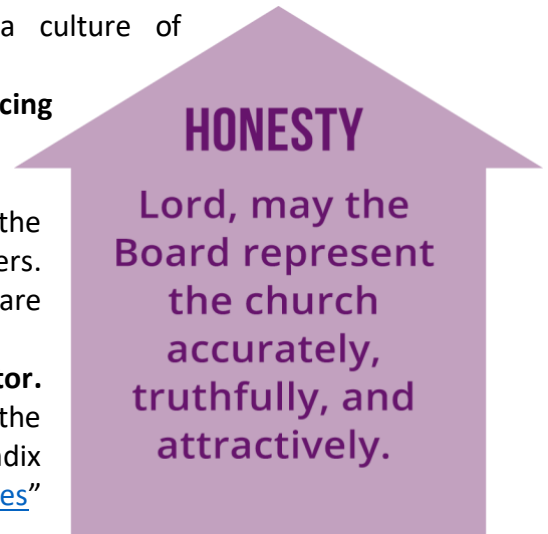 a culture of
cing
the
ers.
are
tor.
the
dix
es”
HONESTY
Lord, may the
Board represent
the church
accurately,
truthfully, and
attractively.